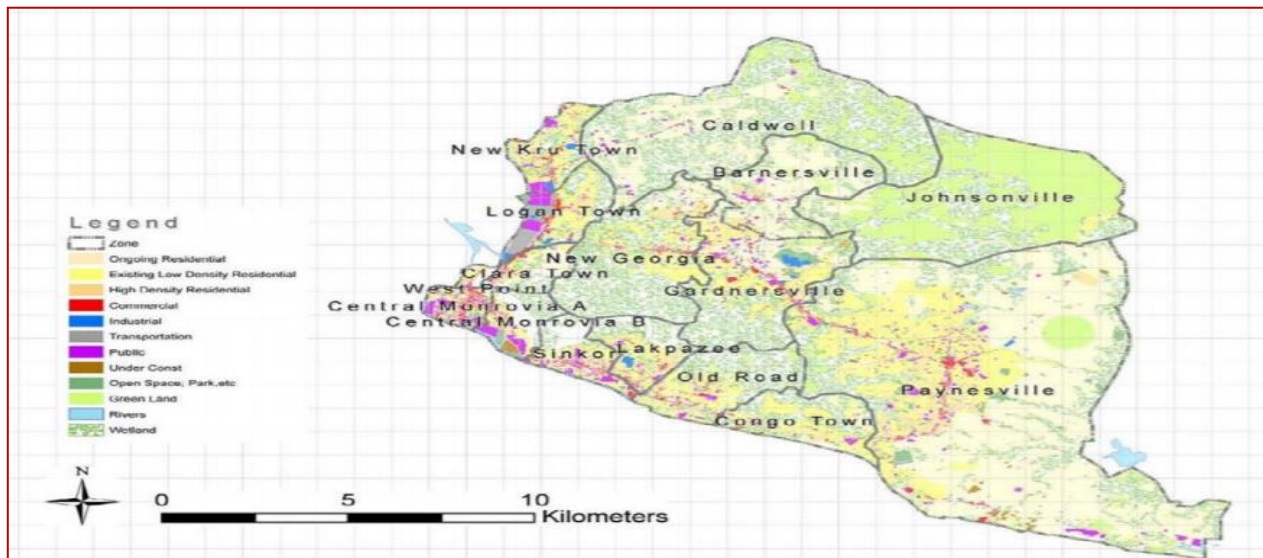 Caldwell
New Kru Town
Barnersville
Johnsonville
Logan Town
New Georgia
Clara Town
Gardnersville
West Point
Central Monrovia A
Central Monrovia B
Sinkor
Lakpazee
Old Road
Paynesville
Congo Town
Legend
Zone
Ongoing Residential
Existing Low Density Residential
High Density Residential
Commercial
Industrial
Transportation
Public
Under Const
Open Space, Park,etc
Green Land
Rivers
Wetland
N
0 5 10
Kilometers